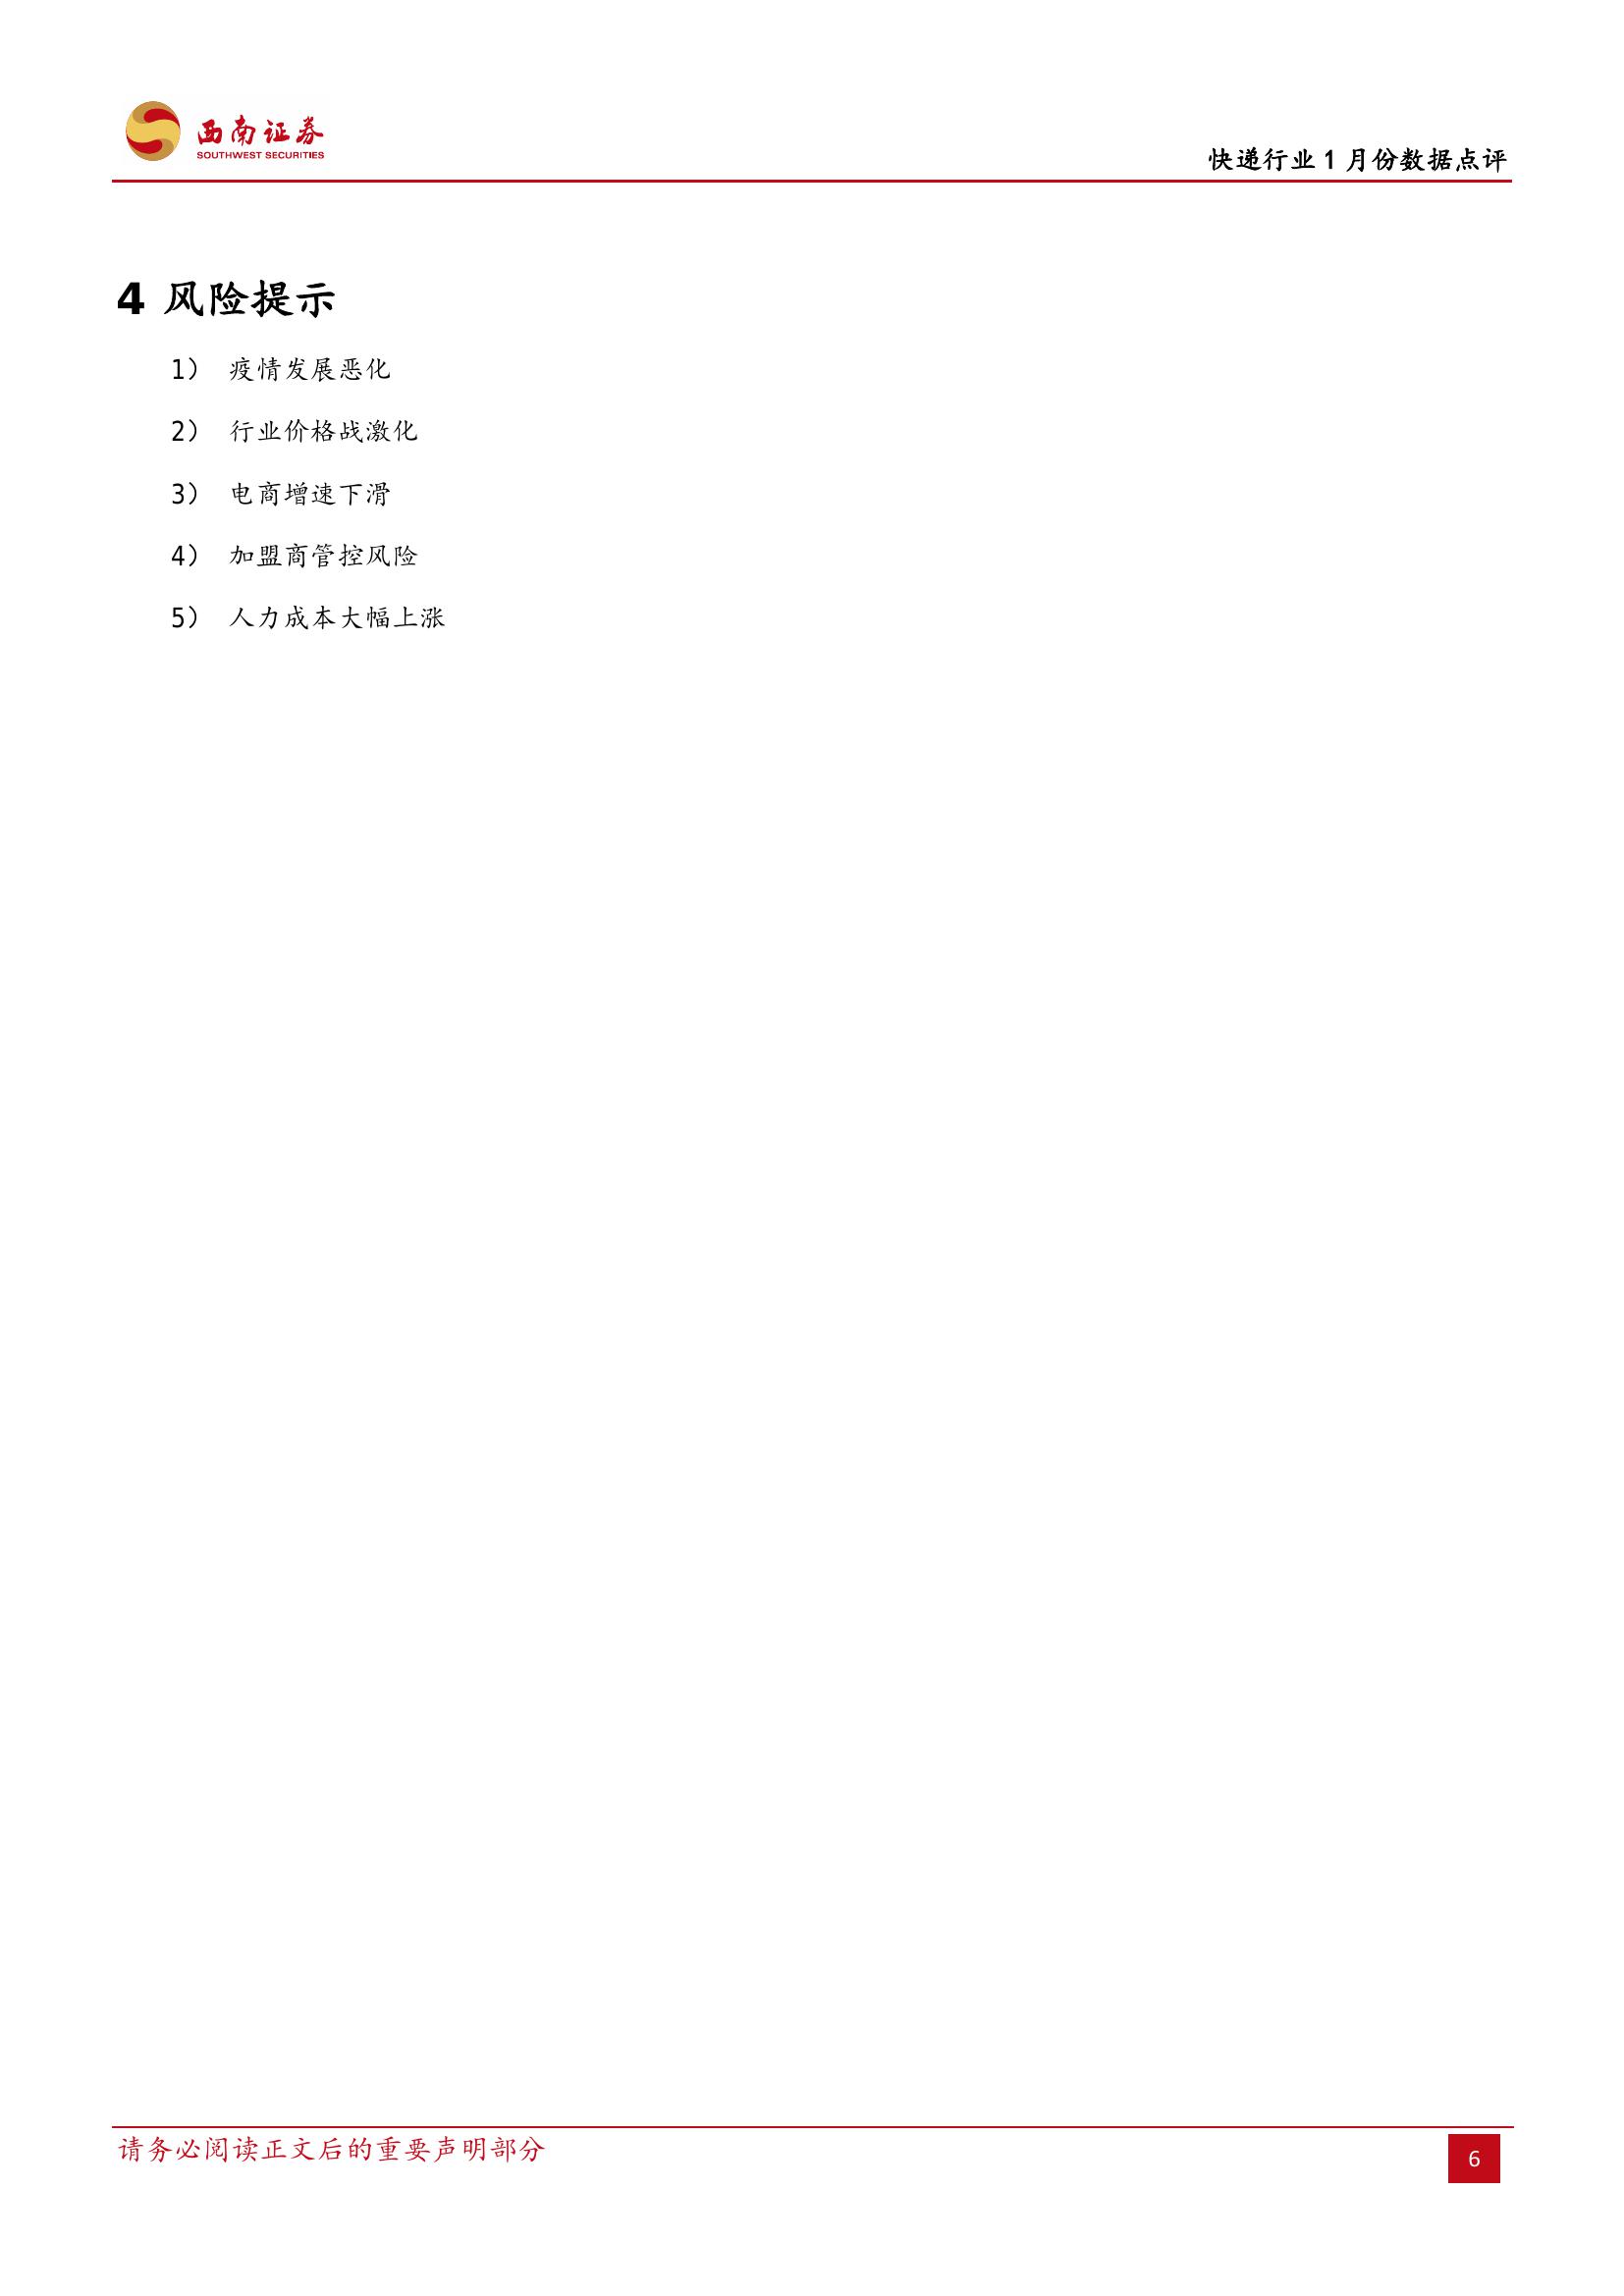 西南证券
SOUTHWEST SECURITIES
快递行业 1 月份数据点评
4 风险提示
1） 疫情发展恶化
2） 行业价格战激化
3） 电商增速下滑
4） 加盟商管控风险
5） 人力成本大幅上涨
请务必阅读正文后的重要声明部分
6